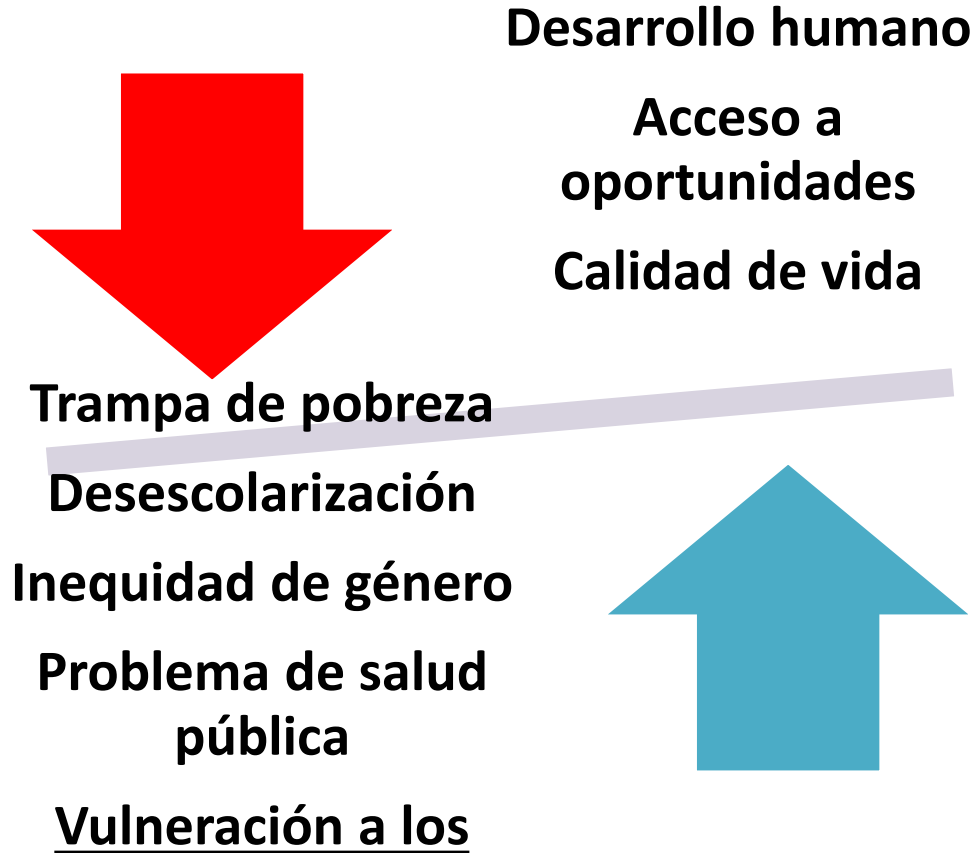 Desarrollo humano
Acceso a
oportunidades
Calidad de vida
Trampa de pobreza
Desescolarización
Inequidad de género
Problema de salud
pública
Vulneración a los